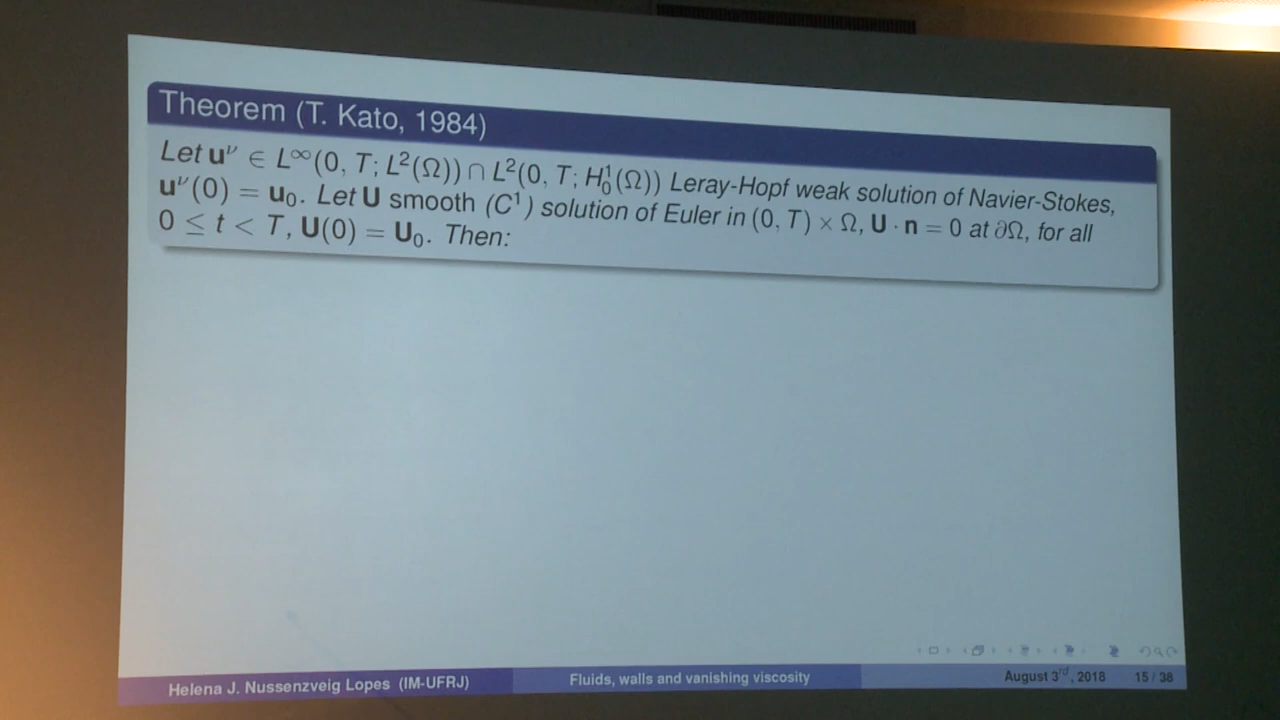 Theorem (T. Kato, 1984)
Let u^ν ∈ L^∞(0, T; L²(Ω)) ∩ L²(0, T; H¹₀(Ω)) Leray-Hopf weak solution of Navier-Stokes,
u^ν(0) = u₀. Let U smooth (C¹) solution of Euler in (0, T) × Ω, U · n = 0 at ∂Ω, for all
0 ≤ t < T, U(0) = U₀. Then:
Helena J. Nussenzveig Lopes (IM-UFRJ) Fluids, walls and vanishing viscosity August 3rd, 2018 15 / 38